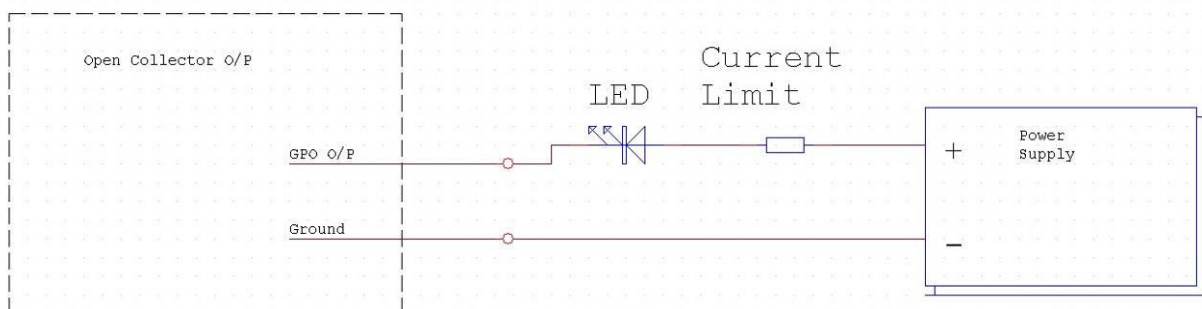 Open Collector O/P
Current
Limit
LED
Power
Supply
+
GPO O/P
Ground
−